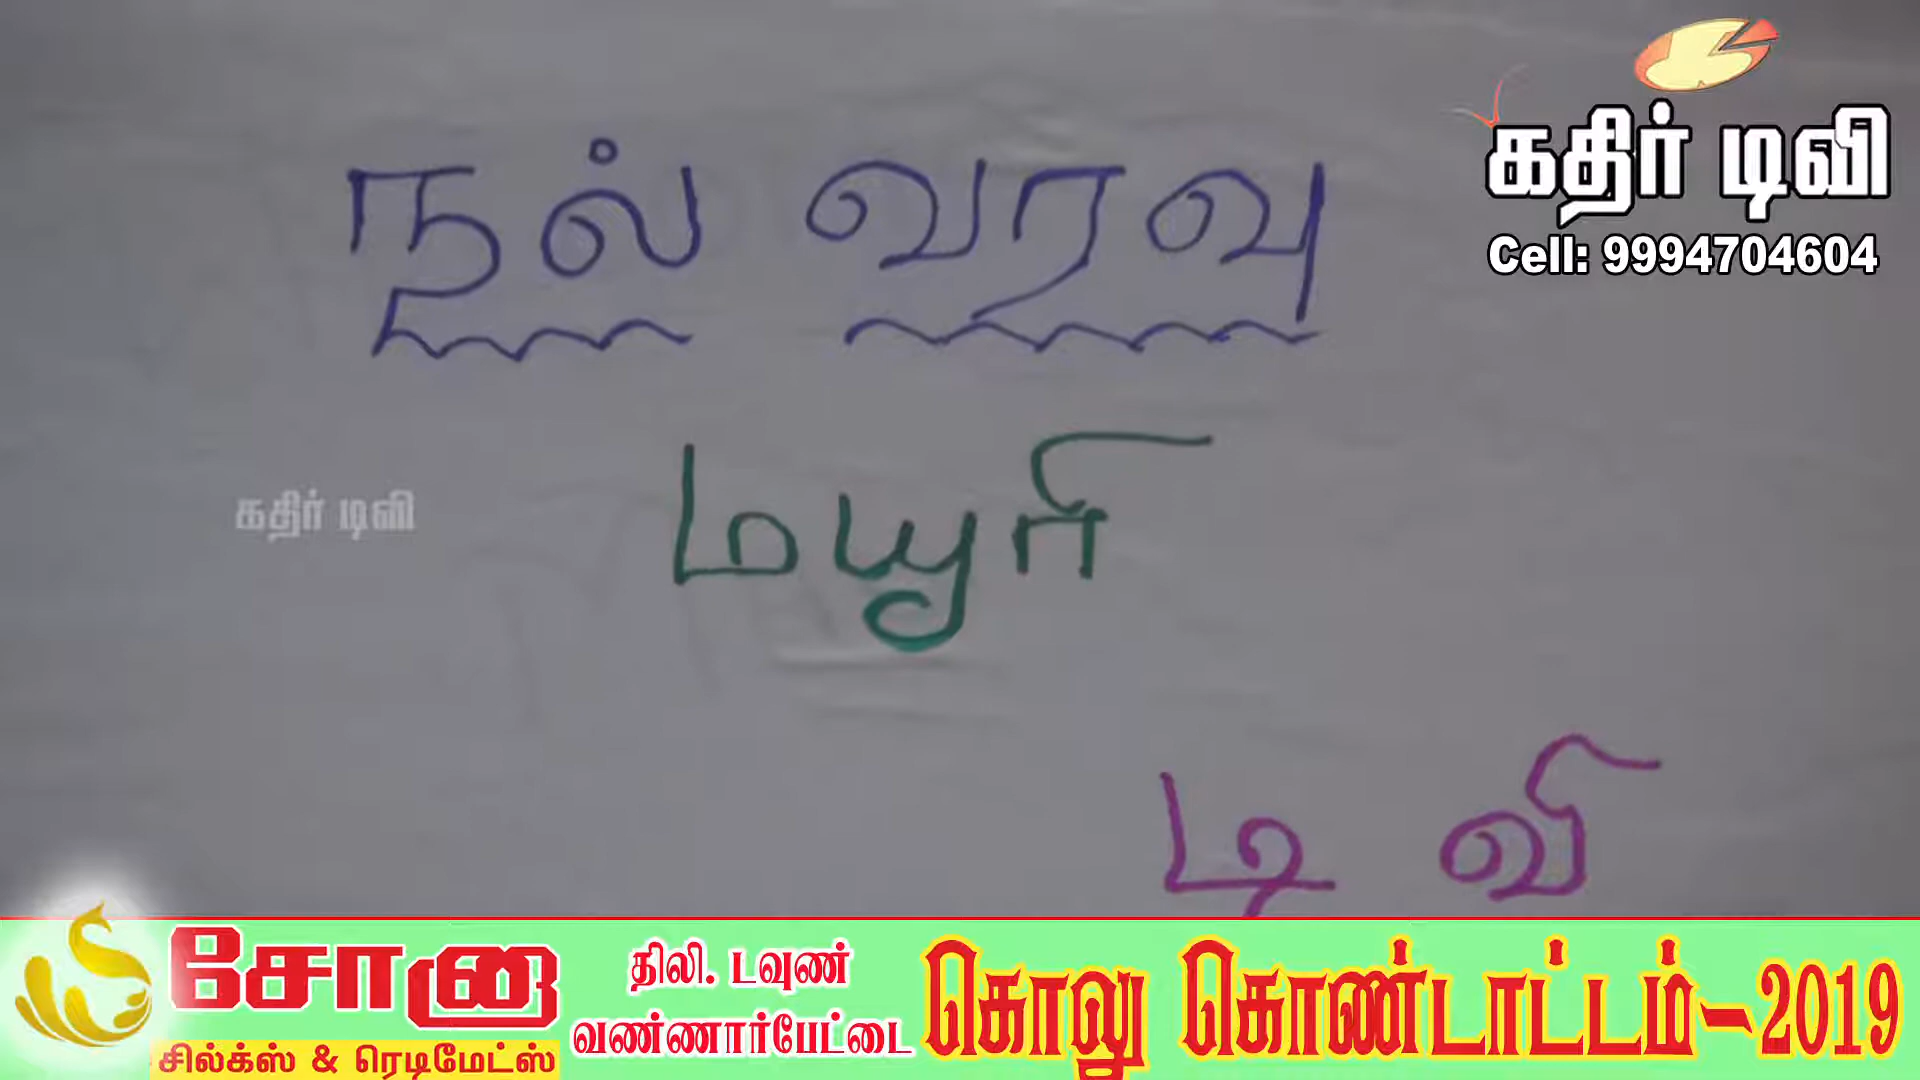 நல் வரவு
கதிர் டிவி
Cell: 9994704604
மயுரி
கதிர் டிவி
டி வி
சோனா
சில்க்ஸ் & ரெடிமேட்ஸ்
திலி. டவுண்
வண்ணார்பேட்டை
கொலு கொண்டாட்டம்-2019